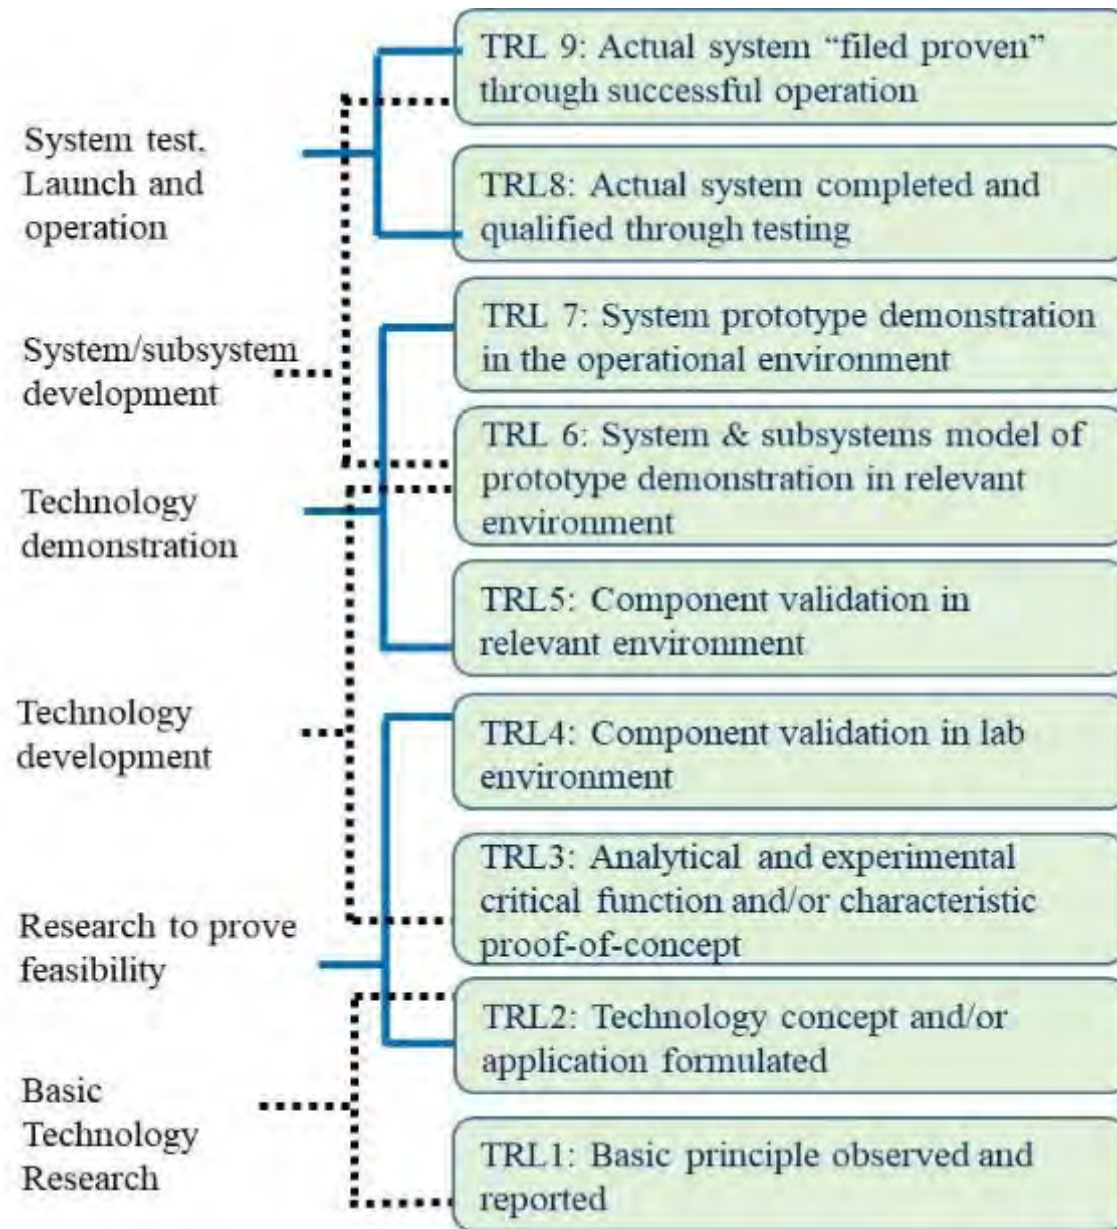 System test.
Launch and
operation
System/subsystem
development
Technology
demonstration
Technology
development
Research to prove
feasibility
Basic
Technology
Research
TRL 9: Actual system “filed proven”
through successful operation
TRL8: Actual system completed and
qualified through testing
TRL 7: System prototype demonstration
in the operational environment
TRL 6: System & subsystems model of
prototype demonstration in relevant
environment
TRL5: Component validation in
relevant environment
TRL4: Component validation in lab
environment
TRL3: Analytical and experimental
critical function and/or characteristic
proof-of-concept
TRL2: Technology concept and/or
application formulated
TRL1: Basic principle observed and
reported